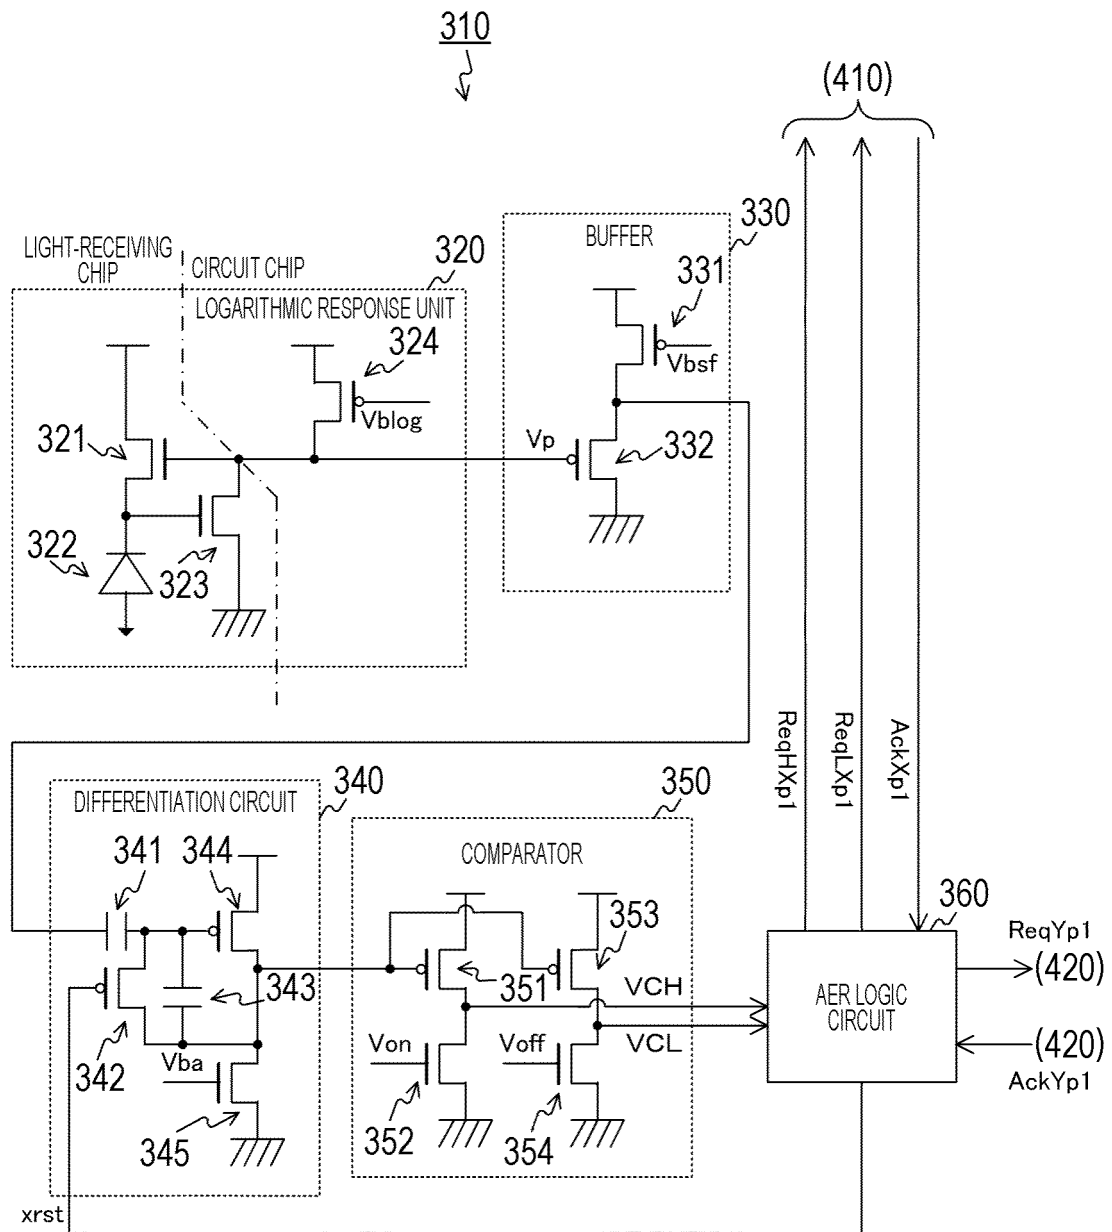 310
(410)
330
BUFFER
LIGHT-RECEIVING
CHIP
CIRCUIT CHIP
320
331
LOGARITHMIC RESPONSE UNIT
324
Vbsf
Vblog
321
Vp
332
322
323
ReqHXp1
ReqLXp1
AckXp1
340
350
DIFFERENTIATION CIRCUIT
COMPARATOR
341
344
360
353
ReqYp1
(420)
351
343
VCH
AER LOGIC
CIRCUIT
Von
Voff
VCL
(420)
AckYp1
342
Vba
352
354
345
xrst